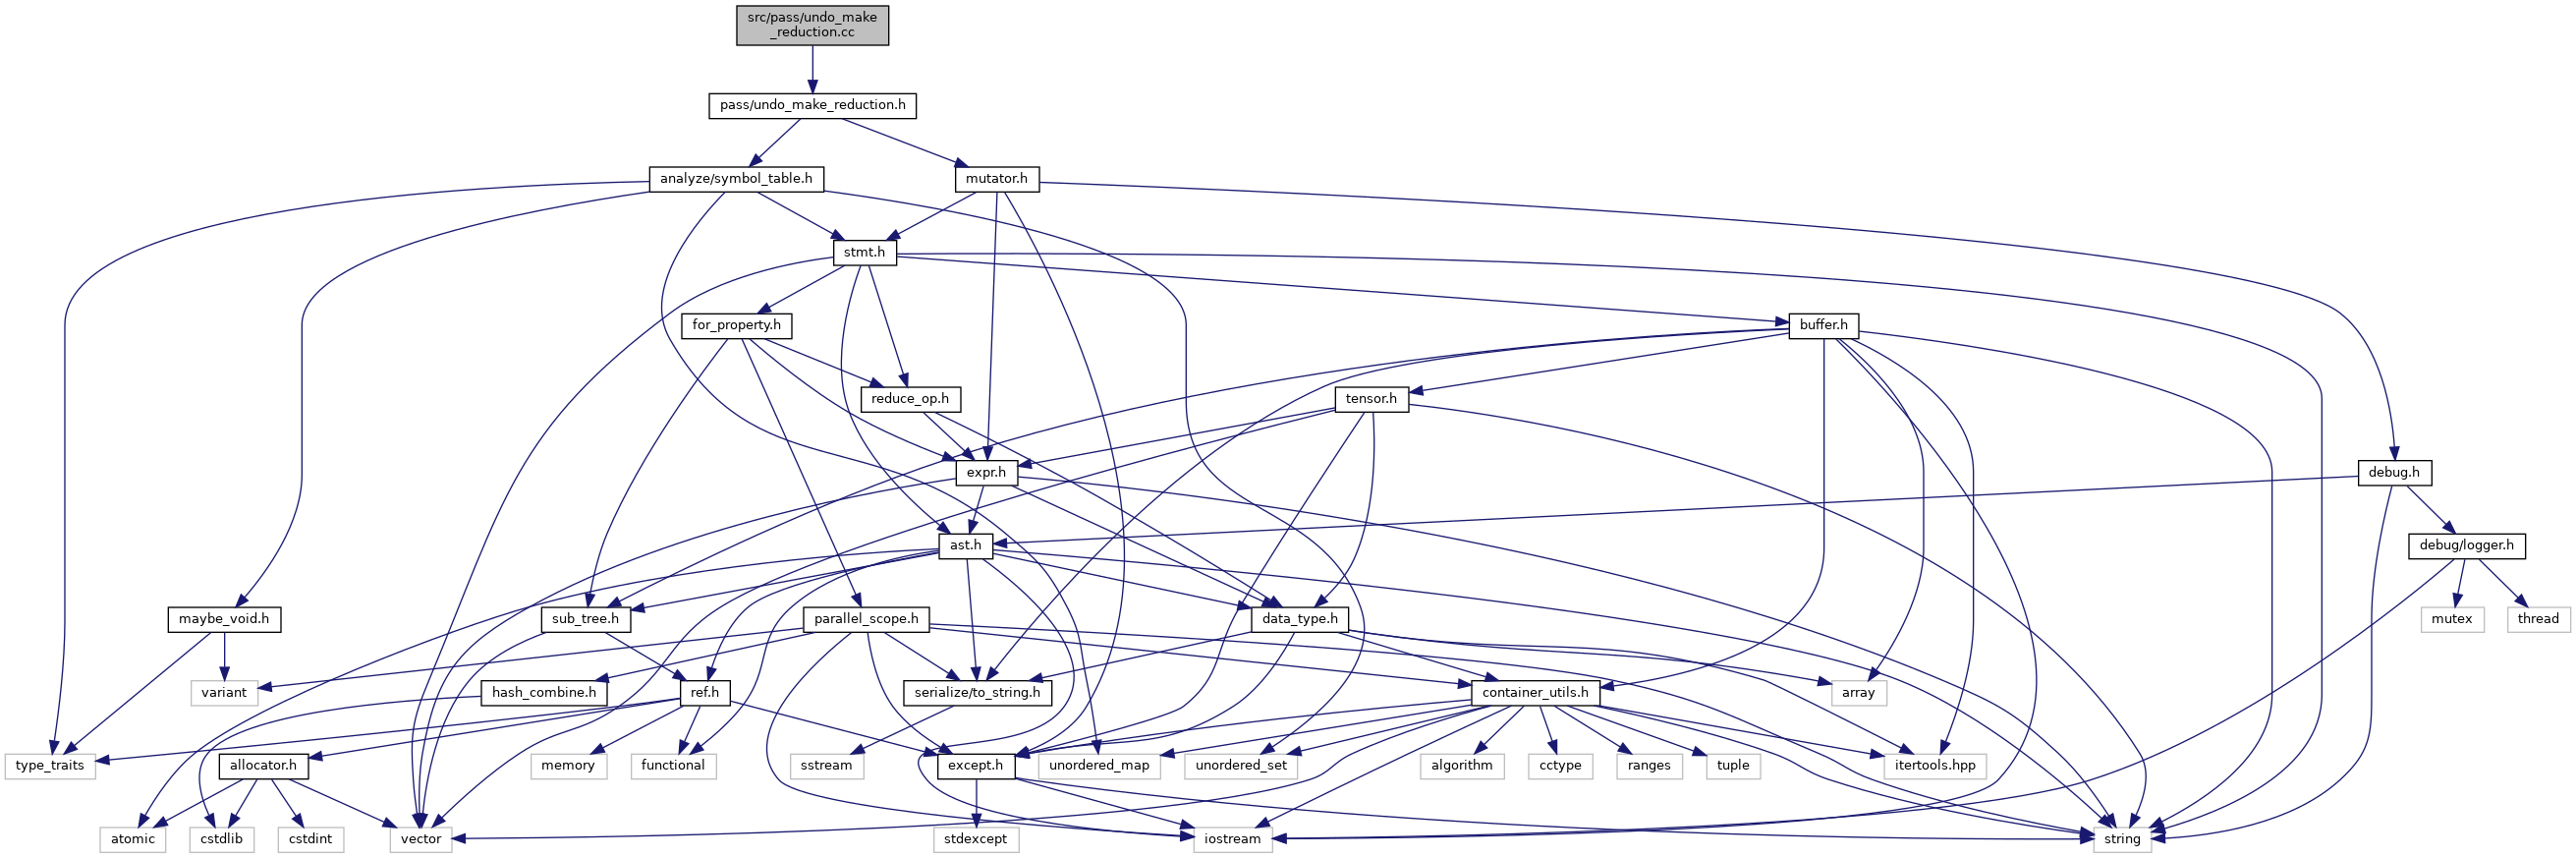 src/pass/undo_make
_reduction.cc
pass/undo_make_reduction.h
analyze/symbol_table.h
mutator.h
stmt.h
for_property.h
buffer.h
reduce_op.h
tensor.h
expr.h
debug.h
ast.h
debug/logger.h
maybe_void.h
sub_tree.h
parallel_scope.h
data_type.h
mutex
thread
variant
hash_combine.h
ref.h
serialize/to_string.h
container_utils.h
array
type_traits
allocator.h
memory
functional
sstream
except.h
unordered_map
unordered_set
algorithm
cctype
ranges
tuple
itertools.hpp
atomic
cstdlib
cstdint
vector
stdexcept
iostream
string